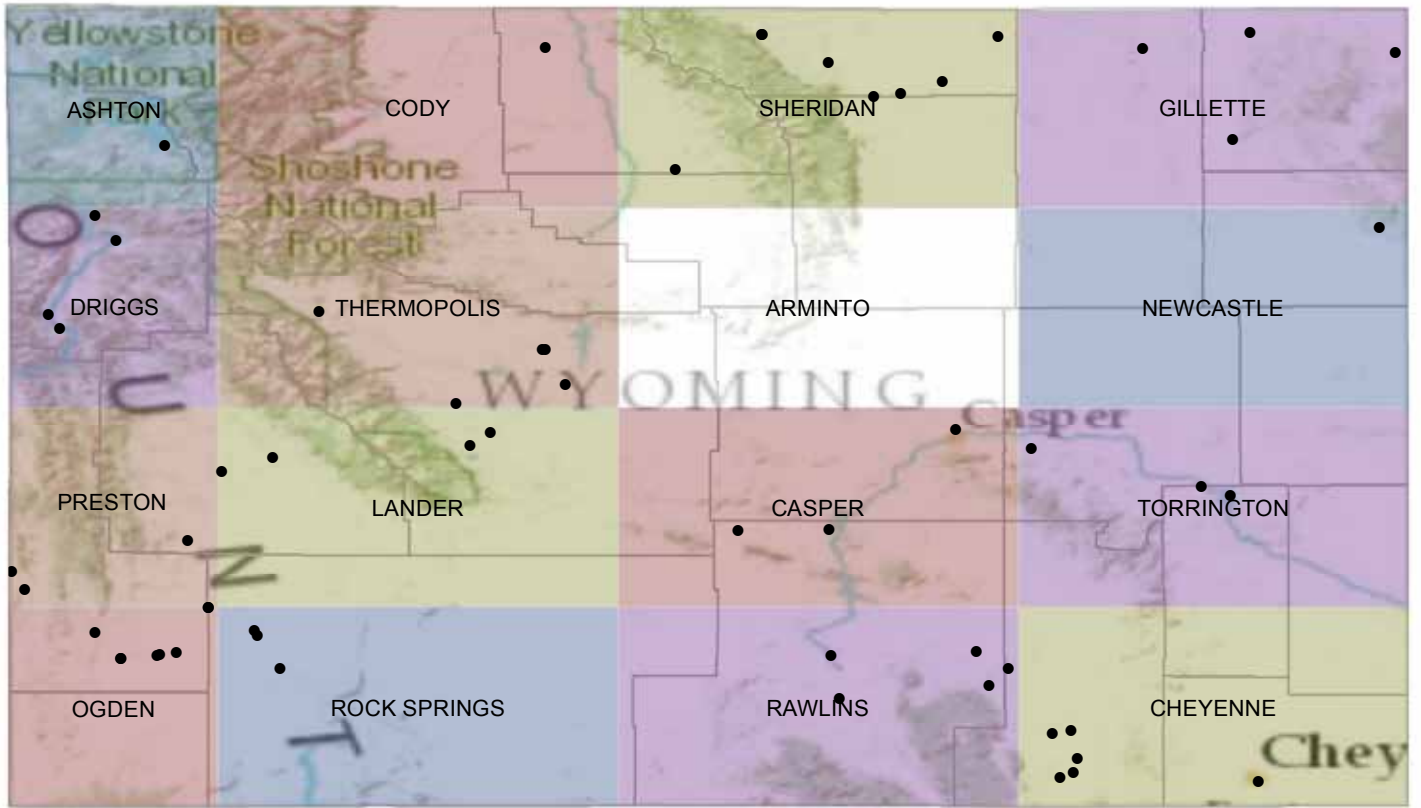 Yellowstone
National
Park
ASHTON
CODY
SHERIDAN
GILLETTE
Shoshone
National
Forest
O
DRIGGS
THERMOPOLIS
ARMINTO
NEWCASTLE
U
WYOMING
Casper
PRESTON
LANDER
CASPER
TORRINGTON
N
OGDEN
ROCK SPRINGS
RAWLINS
CHEYENNE
T
Chey